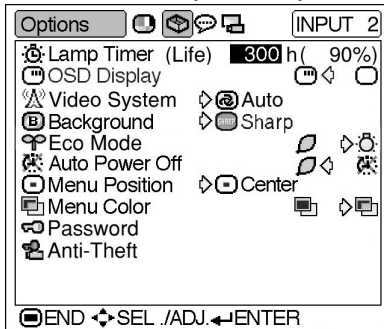 Options INPUT 2
Lamp Timer (Life) 300 h( 90%)
OSD Display
Video System Auto
B Background SHARP Sharp
Eco Mode
Auto Power Off
Menu Position Center
Menu Color
Password
Anti-Theft
END SEL ./ADJ. ENTER